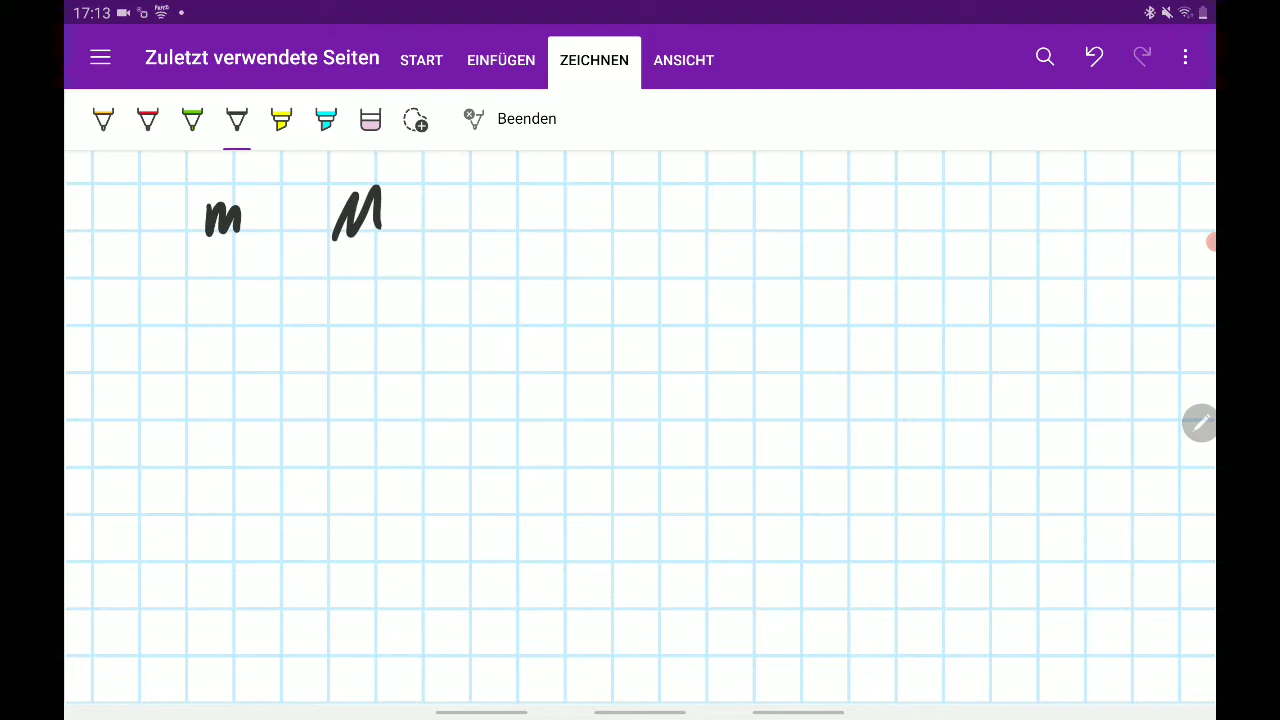 17:13
Zuletzt verwendete Seiten START EINFÜGEN ZEICHNEN ANSICHT
Beenden
m M